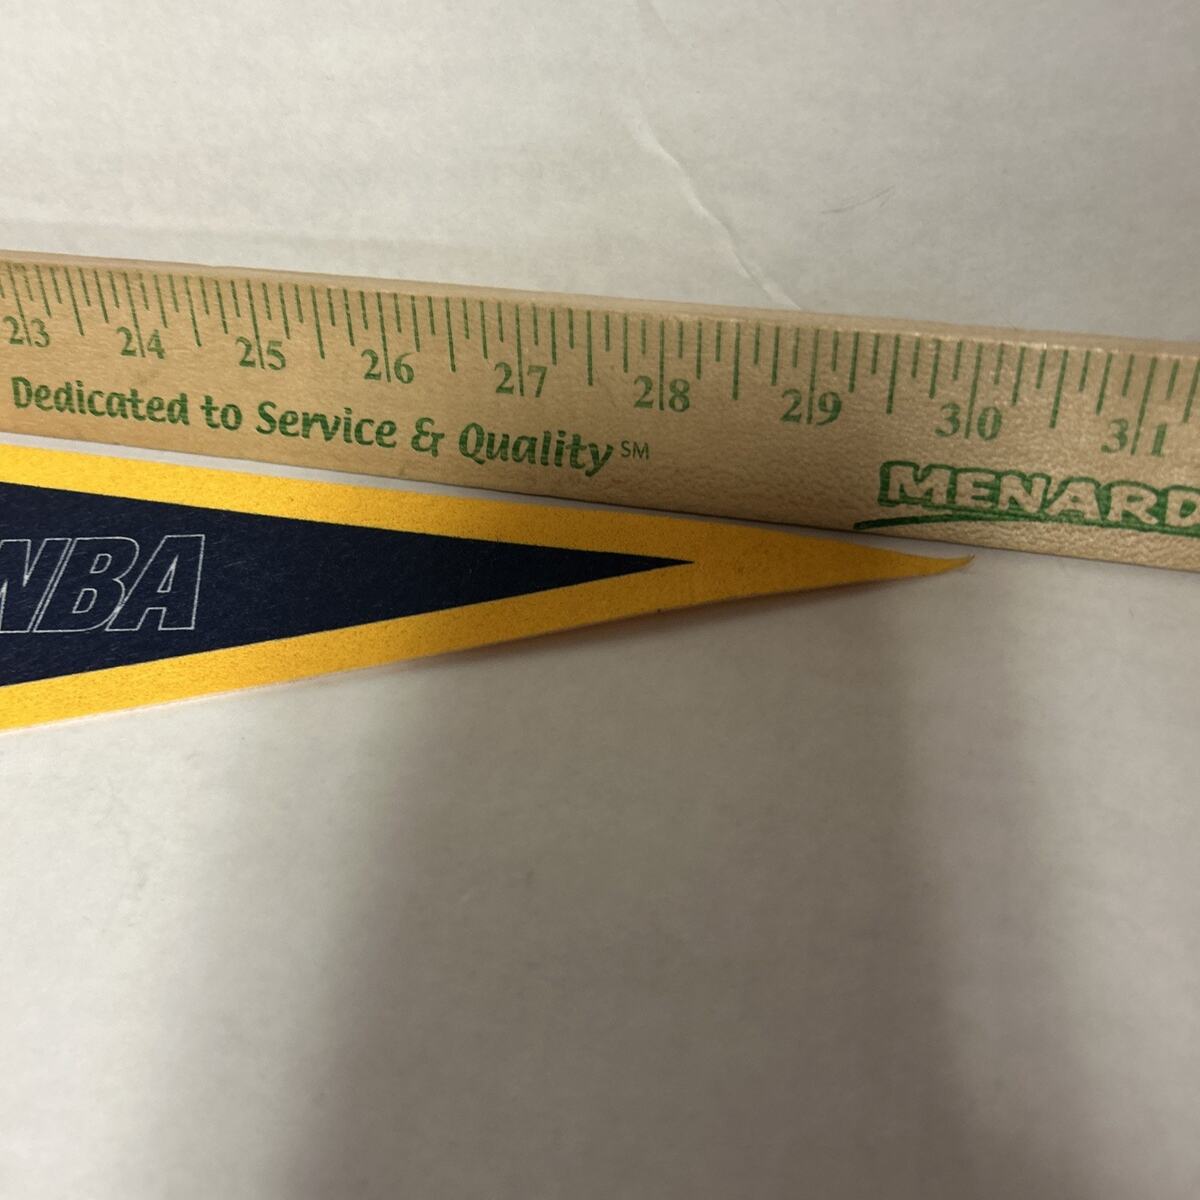 23 24 25 26 27 28 29 30 31
Dedicated to Service & Quality SM
MENARD
NBA